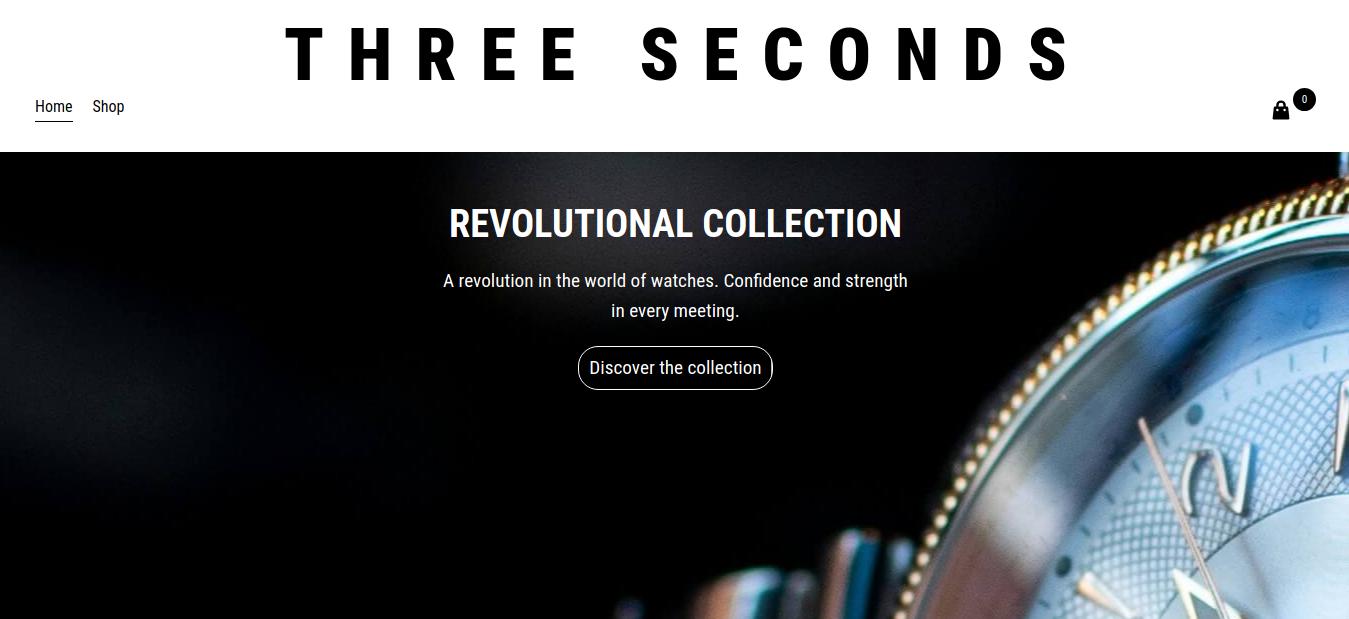 THREE SECONDS
Home Shop 0
REVOLUTIONAL COLLECTION
A revolution in the world of watches. Confidence and strength
in every meeting.
Discover the collection